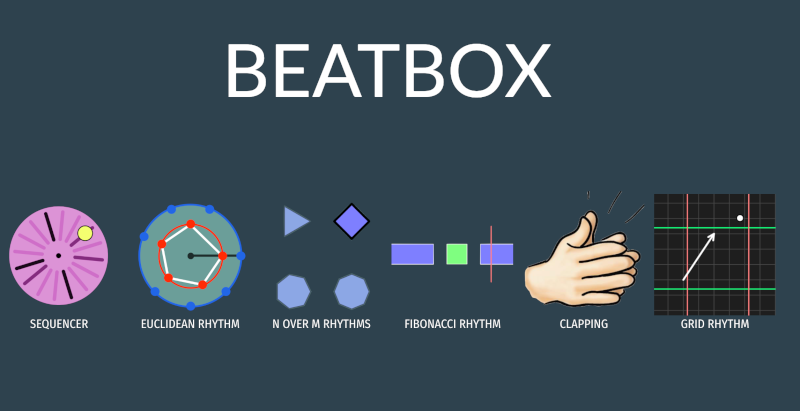 BEATBOX
SEQUENCER
EUCLIDEAN RHYTHM
N OVER M RHYTHMS
FIBONACCI RHYTHM
CLAPPING
GRID RHYTHM